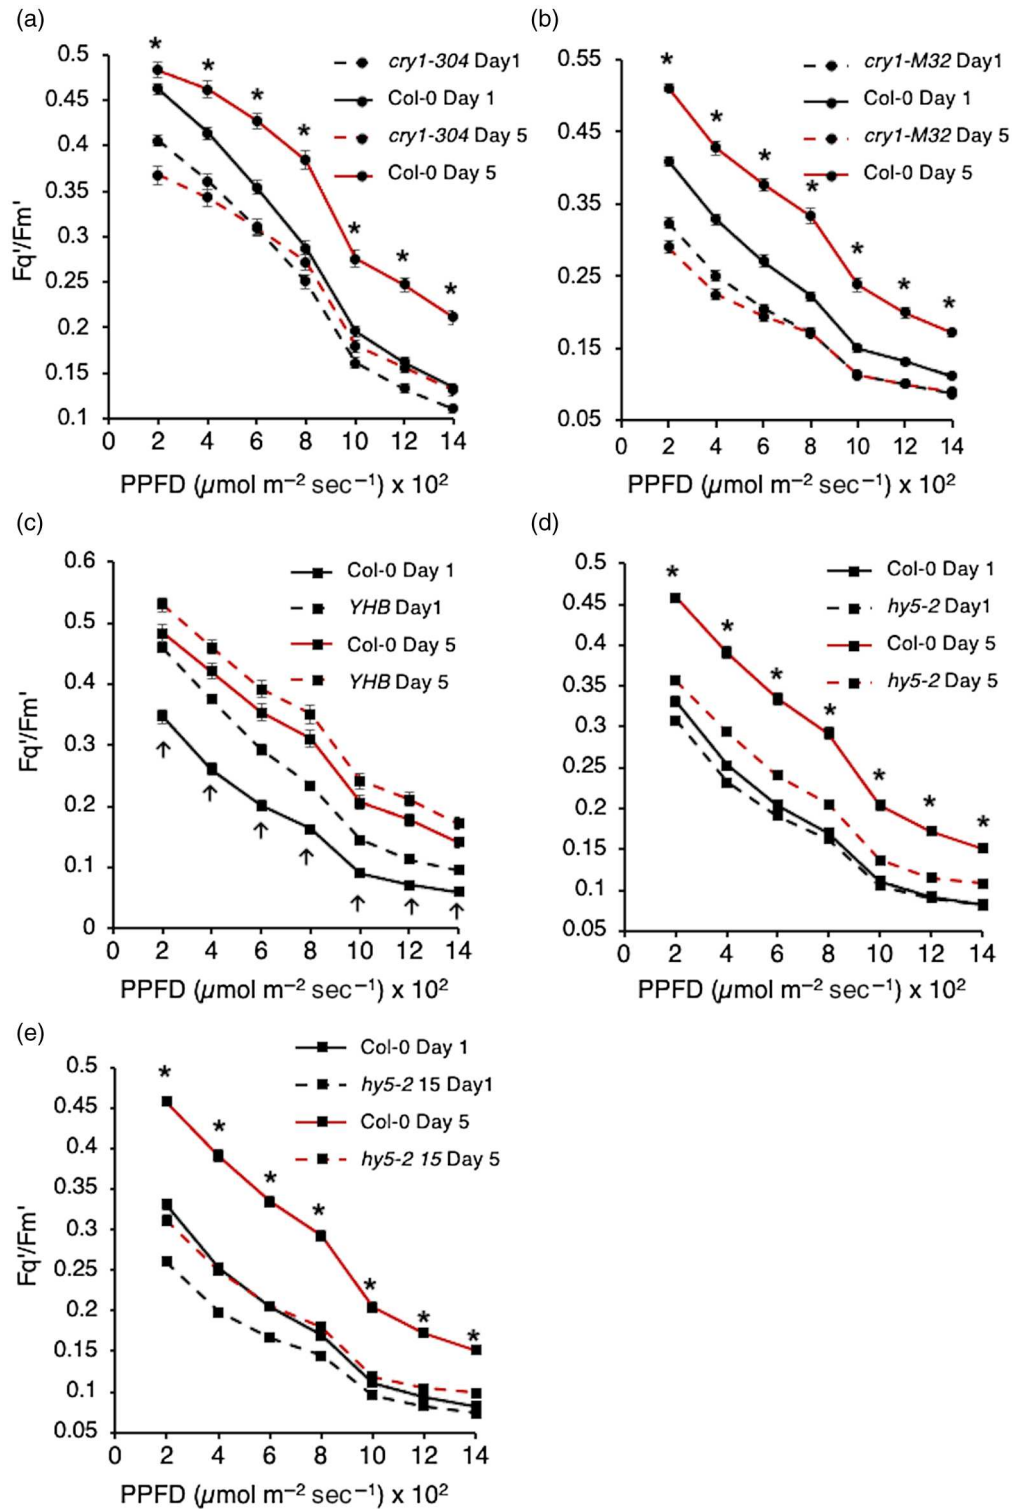 (a)
0.5
0.45
0.4
0.35
0.3
0.25
0.2
0.15
0.1
Fq'/Fm'
* * * * * * *
cry1-304 Day1
Col-0 Day 1
cry1-304 Day 5
Col-0 Day 5
0 2 4 6 8 10 12 14
PPFD (µmol m−2 sec−1) x 10²
(b)
0.55
0.45
0.35
0.25
0.15
0.05
* * * * * * *
cry1-M32 Day1
Col-0 Day 1
cry1-M32 Day 5
Col-0 Day 5
0 2 4 6 8 10 12 14
PPFD (µmol m−2 sec−1) x 10²
(c)
0.6
0.5
0.4
0.3
0.2
0.1
0
Fq'/Fm'
Col-0 Day 1
YHB Day1
Col-0 Day 5
YHB Day 5
↑ ↑ ↑ ↑ ↑ ↑ ↑
0 2 4 6 8 10 12 14
PPFD (µmol m−2 sec−1) x 10²
(d)
0.5
0.45
0.4
0.35
0.3
0.25
0.2
0.15
0.1
0.05
* * * * * * *
Col-0 Day 1
hy5-2 Day1
Col-0 Day 5
hy5-2 Day 5
0 2 4 6 8 10 12 14
PPFD (µmol m−2 sec−1) x 10²
(e)
0.5
0.45
0.4
0.35
0.3
0.25
0.2
0.15
0.1
0.05
Fq'/Fm'
* * * * * * *
Col-0 Day 1
hy5-2 15 Day1
Col-0 Day 5
hy5-2 15 Day 5
0 2 4 6 8 10 12 14
PPFD (µmol m−2 sec−1) x 10²